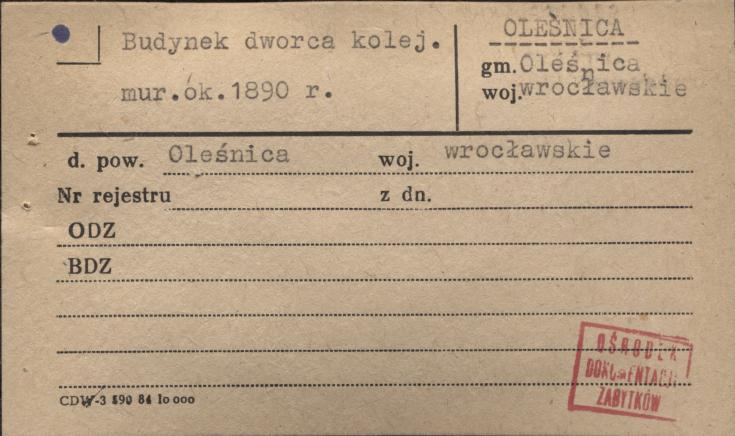 Budynek dworca kolej.
mur.ok.1890 r.
OLEŚNICA
gm. Oleśnica
woj. wrocławskie
d. pow. Oleśnica woj. wrocławskie
Nr rejestru z dn.
ODZ
BDZ
OŚRODEK
DOKUMENTACJI
ZABYTKÓW
CDW-3 590 84 10 000